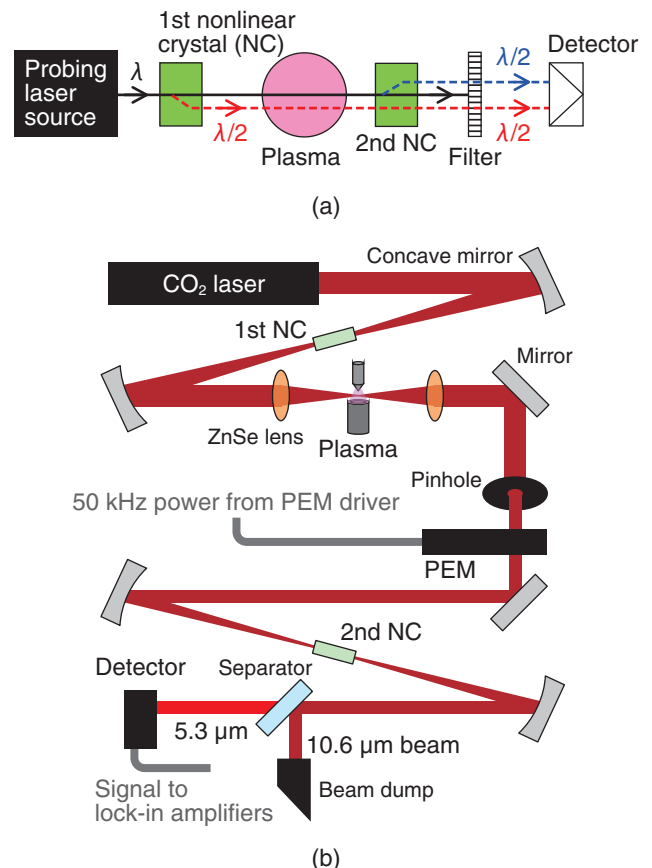 1st nonlinear
crystal (NC)
Probing
laser
source
λ
λ/2
Plasma
2nd NC
λ/2
λ/2
Filter
Detector
(a)
Concave mirror
CO₂ laser
1st NC
Mirror
ZnSe lens
Plasma
Pinhole
50 kHz power from PEM driver
PEM
2nd NC
Detector
Separator
5.3 μm
10.6 μm beam
Signal to
lock-in amplifiers
Beam dump
(b)